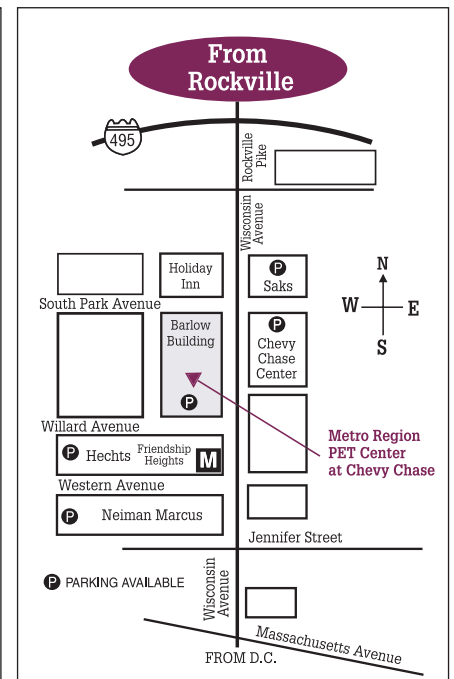 From
Rockville
495
Rockville
Pike
Wisconsin
Avenue
Holiday
Inn
P
Saks
N
W E
S
South Park Avenue
Barlow
Building
P
P
Chevy
Chase
Center
Willard Avenue
Metro Region
PET Center
at Chevy Chase
P Hechts Friendship
Heights M
Western Avenue
P Neiman Marcus
Jennifer Street
P PARKING AVAILABLE
Wisconsin
Avenue
Massachusetts Avenue
FROM D.C.